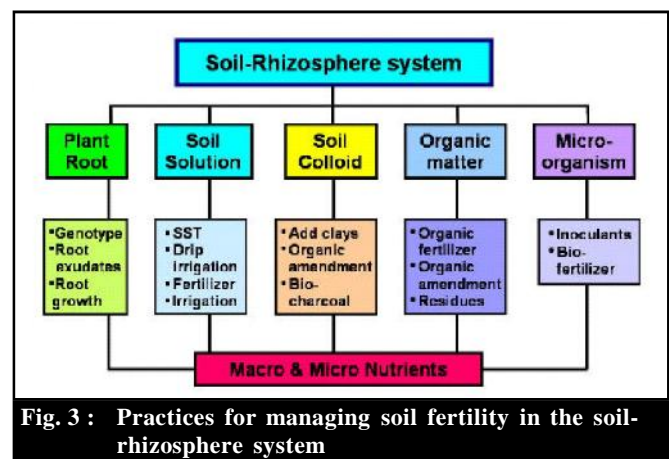 Soil-Rhizosphere system
Plant
Root
Soil
Solution
Soil
Colloid
Organic
matter
Micro-
organism
•Genotype
•Root
exudates
•Root
growth
•SST
•Drip
irrigation
•Fertilizer
•Irrigation
•Add clays
•Organic
amendment
•Bio-
charcoal
•Organic
fertilizer
•Organic
amendment
•Residues
•Inoculants
•Bio-
fertilizer
Macro & Micro Nutrients
Fig. 3 : Practices for managing soil fertility in the soil-
rhizosphere system